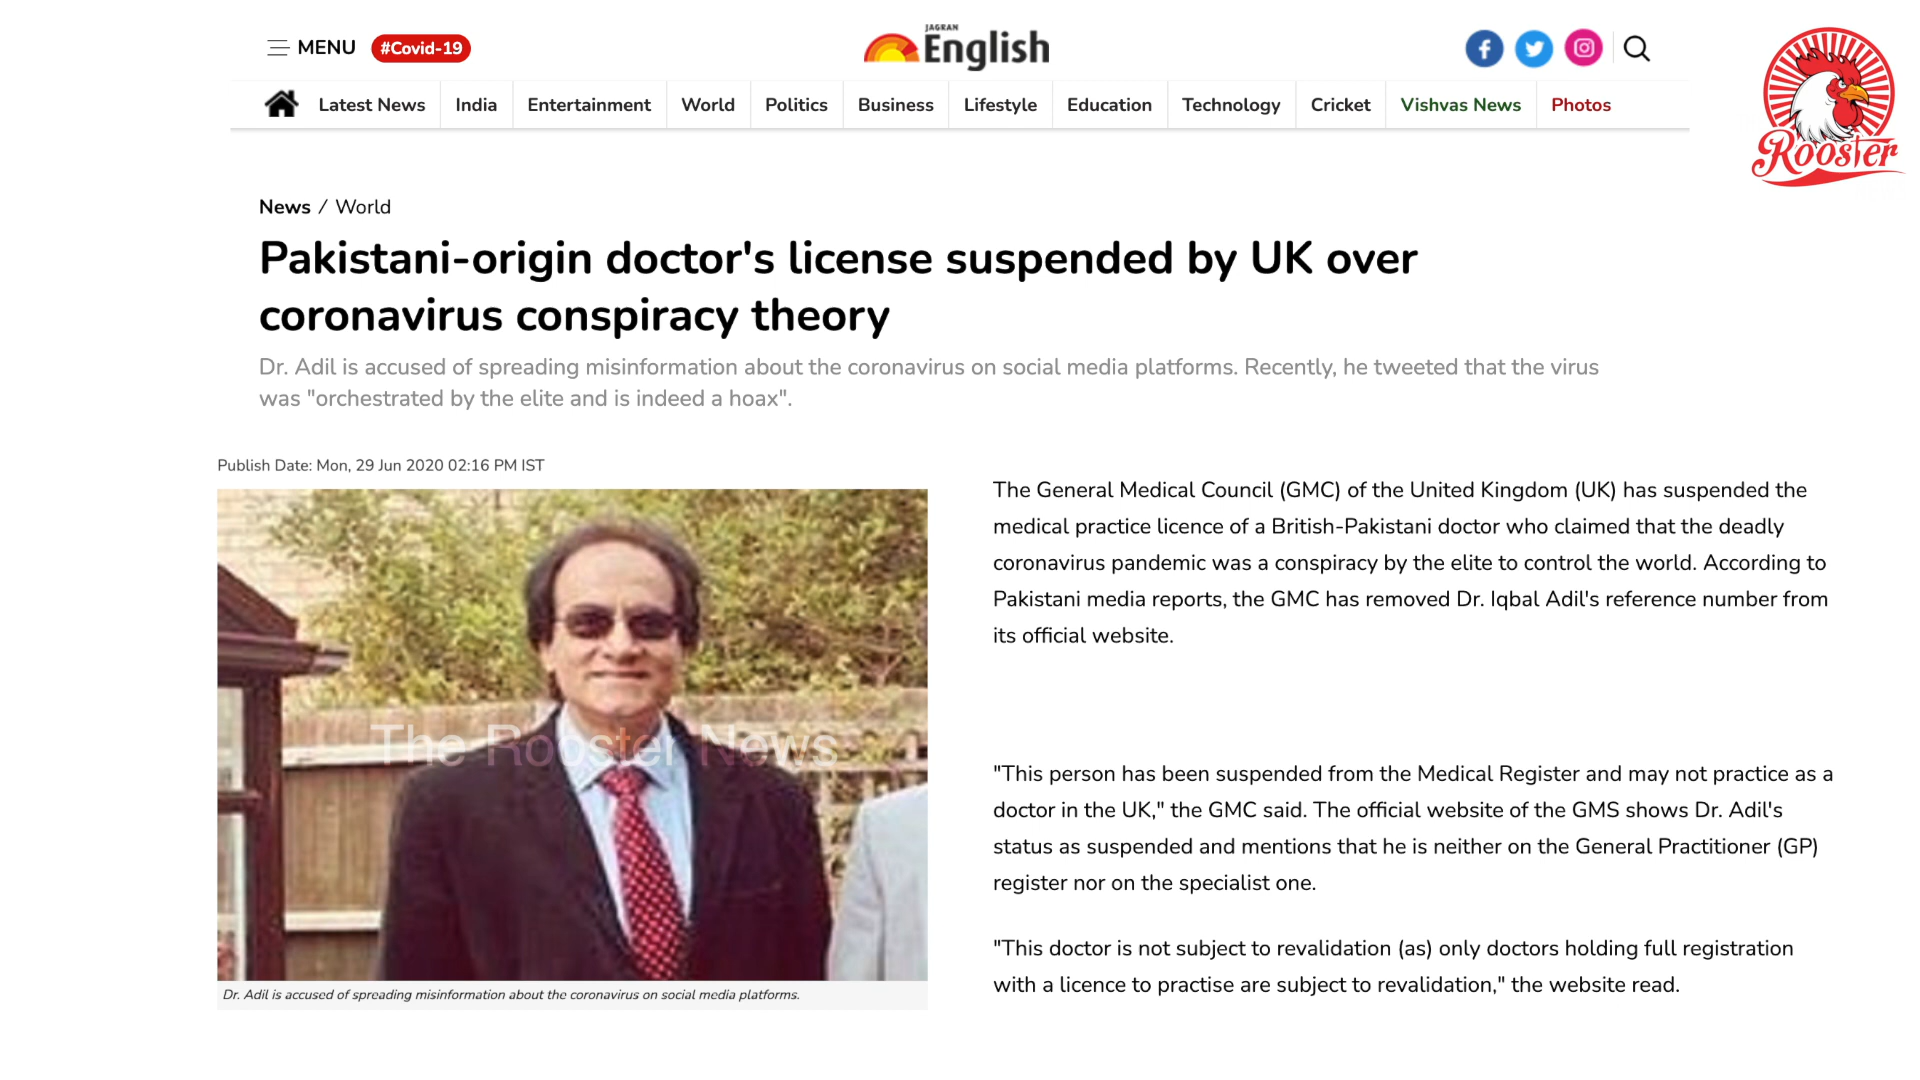 MENU
#Covid-19
JAGRAN
English
Rooster
Latest News India Entertainment World Politics Business Lifestyle Education Technology Cricket Vishvas News Photos
News / World
Pakistani-origin doctor's license suspended by UK over
coronavirus conspiracy theory
Dr. Adil is accused of spreading misinformation about the coronavirus on social media platforms. Recently, he tweeted that the virus
was "orchestrated by the elite and is indeed a hoax".
Publish Date: Mon, 29 Jun 2020 02:16 PM IST
The Rooster News
Dr. Adil is accused of spreading misinformation about the coronavirus on social media platforms.
The General Medical Council (GMC) of the United Kingdom (UK) has suspended the
medical practice licence of a British-Pakistani doctor who claimed that the deadly
coronavirus pandemic was a conspiracy by the elite to control the world. According to
Pakistani media reports, the GMC has removed Dr. Iqbal Adil's reference number from
its official website.
"This person has been suspended from the Medical Register and may not practice as a
doctor in the UK," the GMC said. The official website of the GMS shows Dr. Adil's
status as suspended and mentions that he is neither on the General Practitioner (GP)
register nor on the specialist one.
"This doctor is not subject to revalidation (as) only doctors holding full registration
with a licence to practise are subject to revalidation," the website read.